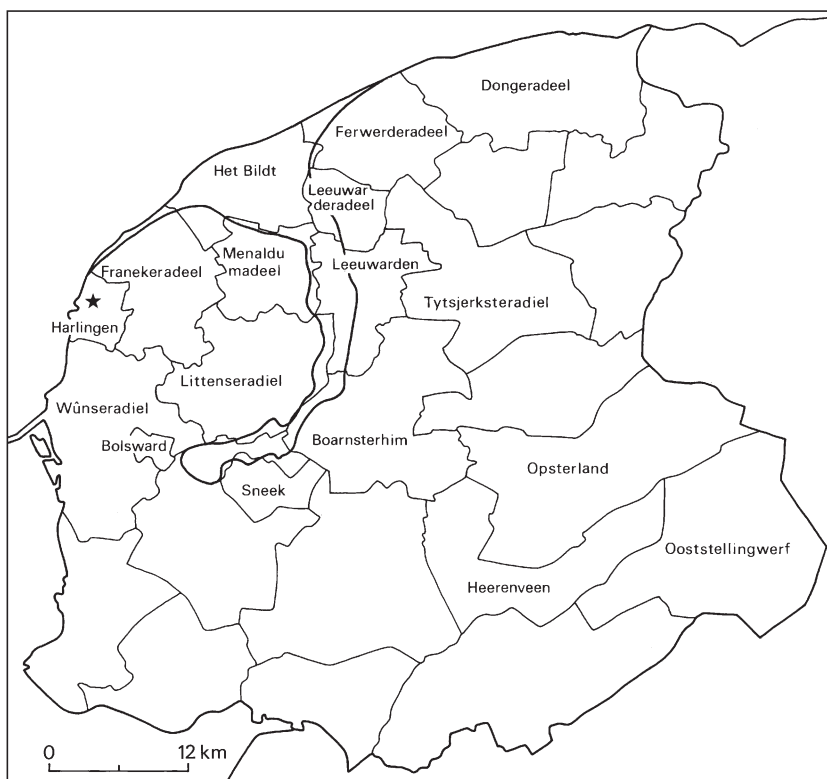 Dongeradeel
Ferwerderadeel
Het Bildt
Leeuwar
deradeel
Menaldu
madeel
Franekeradeel
Leeuwarden
Tytsjerksteradiel
Harlingen
Littenseradiel
Wûnseradiel
Bolsward
Boarnsterhim
Opsterland
Sneek
Ooststellingwerf
Heerenveen
0 12 km